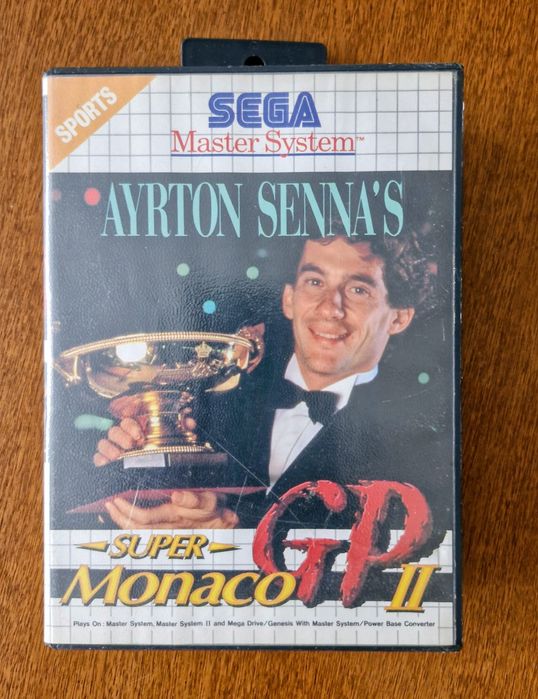 SPORTS
SEGA
Master System™
AYRTON SENNA'S
SUPER
Monaco GP II
Plays On : Master System, Master System II and Mega Drive/Genesis With Master System/Power Base Converter